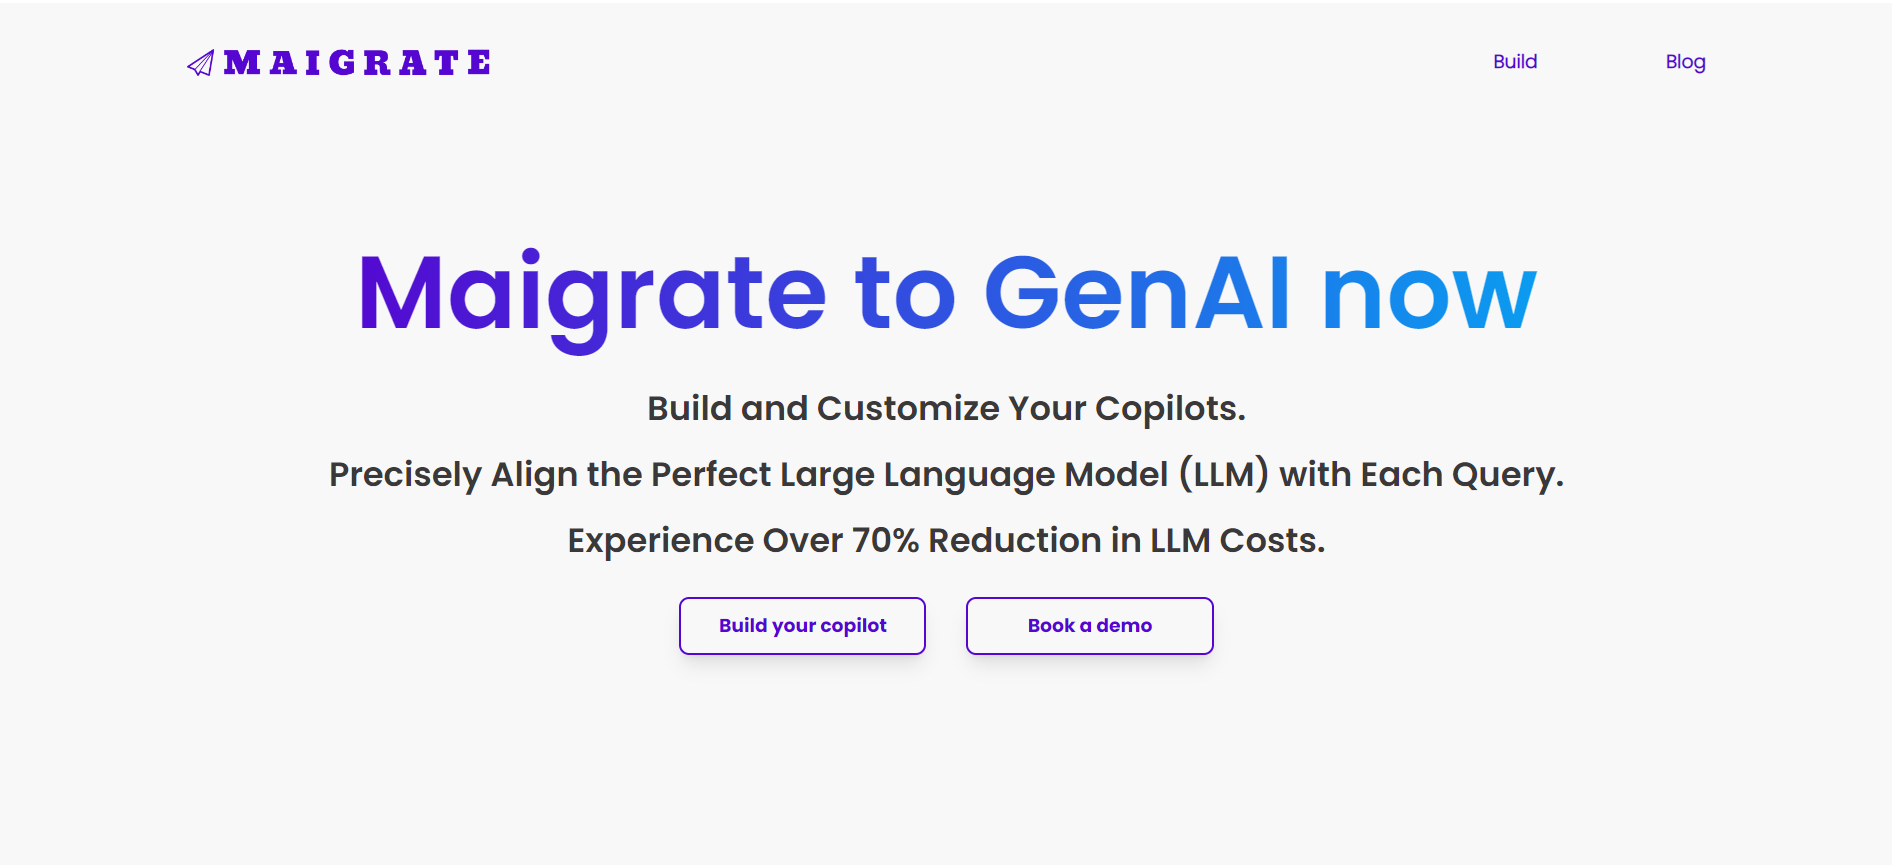 MAIGRATE
Build
Blog
Maigrate to GenAI now
Build and Customize Your Copilots.
Precisely Align the Perfect Large Language Model (LLM) with Each Query.
Experience Over 70% Reduction in LLM Costs.
Build your copilot
Book a demo